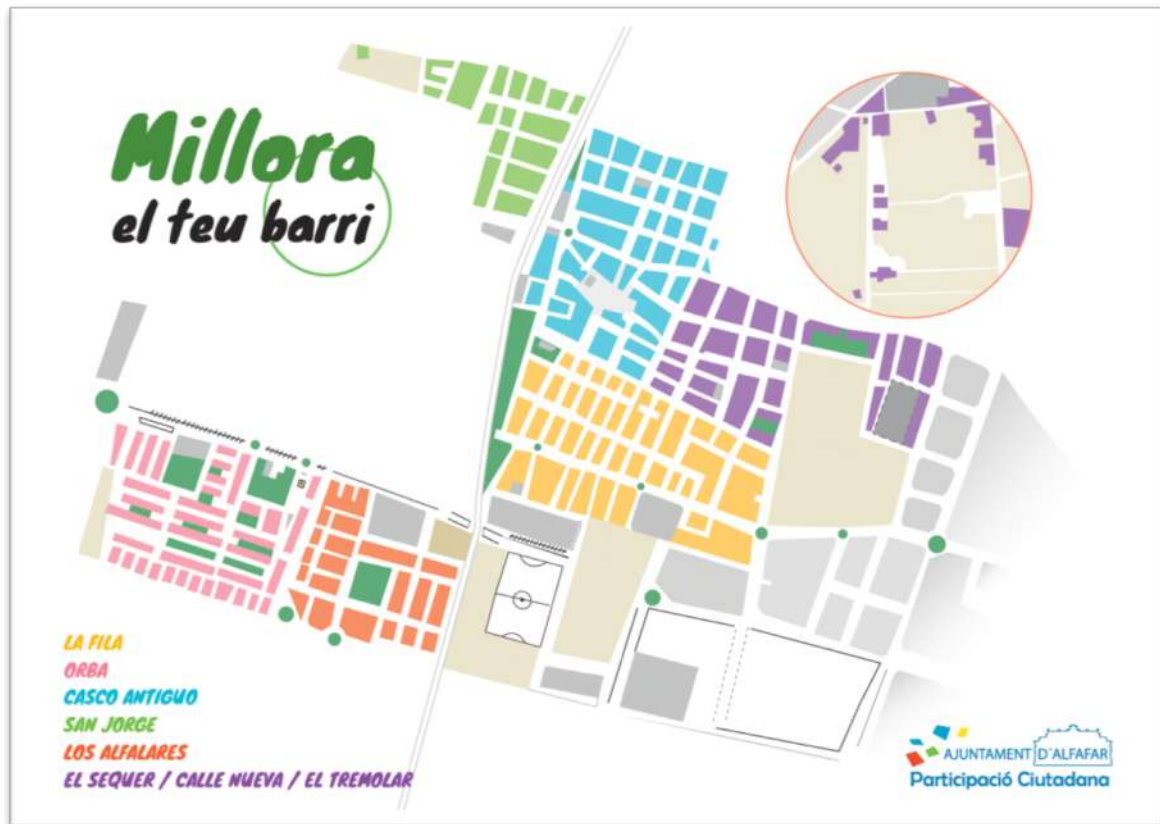 Millora
el teu barri
LA FILA
ORBA
CASCO ANTIGUO
SAN JORGE
LOS ALFALARES
EL SEQUER / CALLE NUEVA / EL TREMOLAR
AJUNTAMENT D'ALFAFAR
Participació Ciutadana